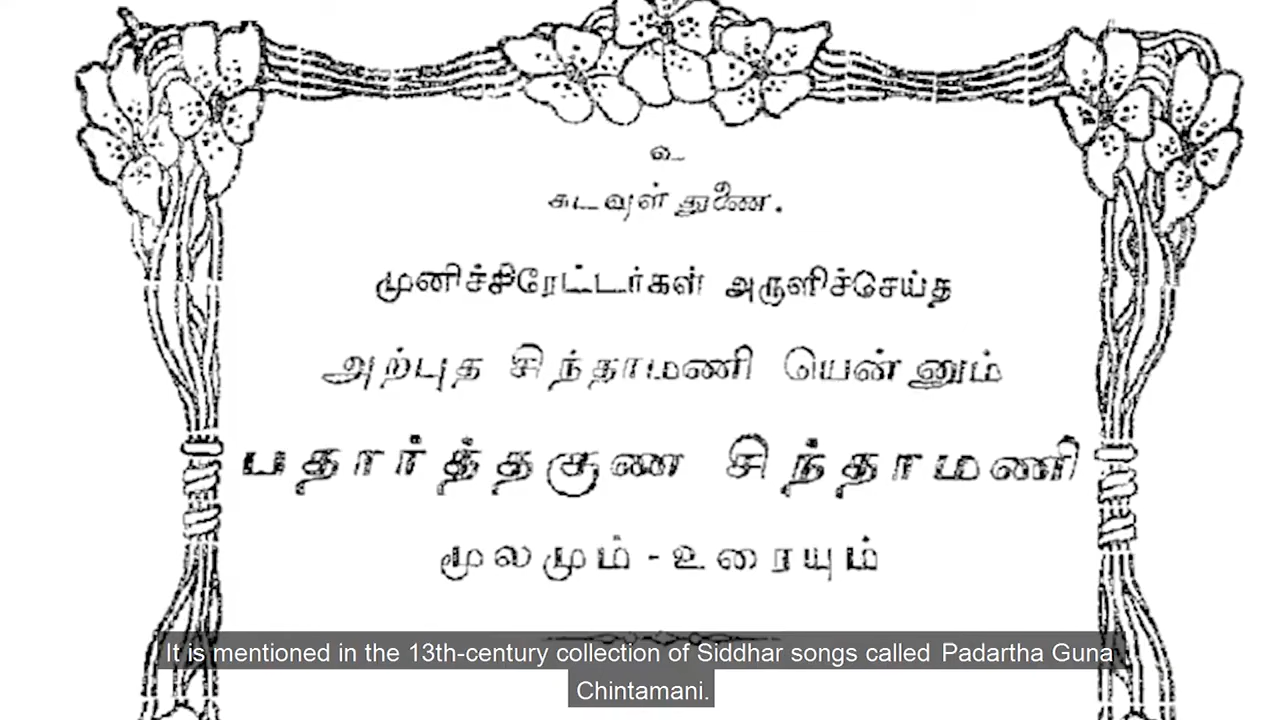 உ
கடவுள் துணை.
முனிச்சிரேட்டர்கள் அருளிச்செய்த
அற்புத சிந்தாமணி யென்னும்
பதார்த்தகுண சிந்தாமணி
மூலமும் - உரையும்
It is mentioned in the 13th-century collection of Siddhar songs called Padartha Guna
Chintamani.